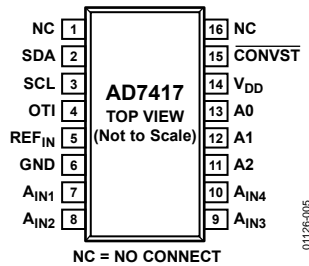 NC 1 16 NC
SDA 2 15 CONVST
SCL 3 AD7417 14 VDD
OTI 4 TOP VIEW 13 A0
REFIN 5 (Not to Scale) 12 A1
GND 6 11 A2
AIN1 7 10 AIN4
AIN2 8 9 AIN3
NC = NO CONNECT
01126-005